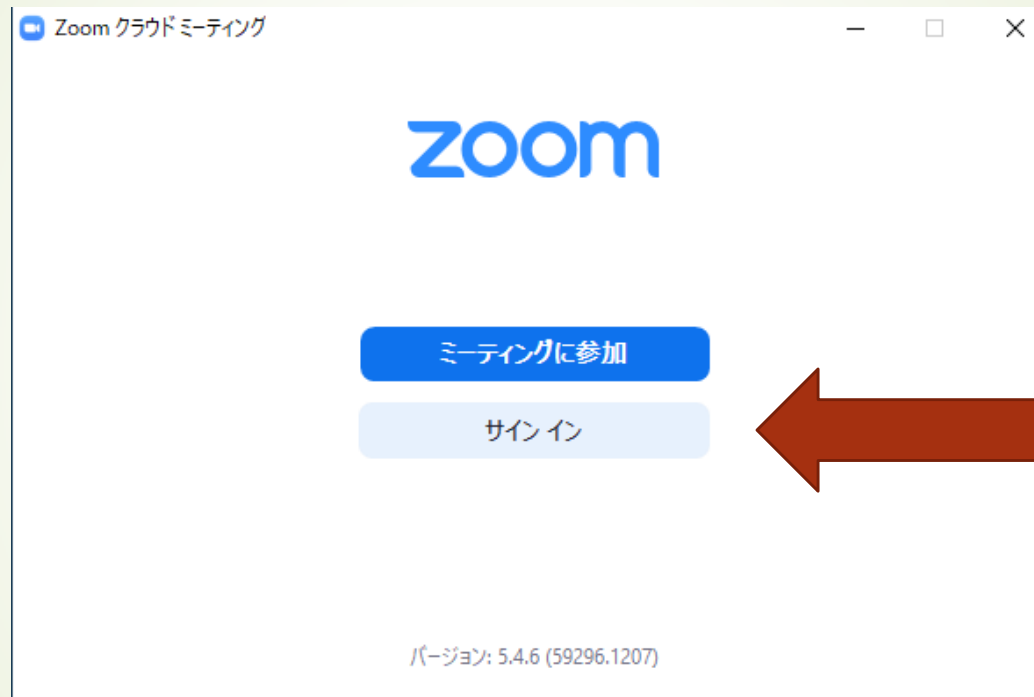 Zoom クラウド ミーティング
zoom
ミーティングに参加
サイン イン
バージョン: 5.4.6 (59296.1207)